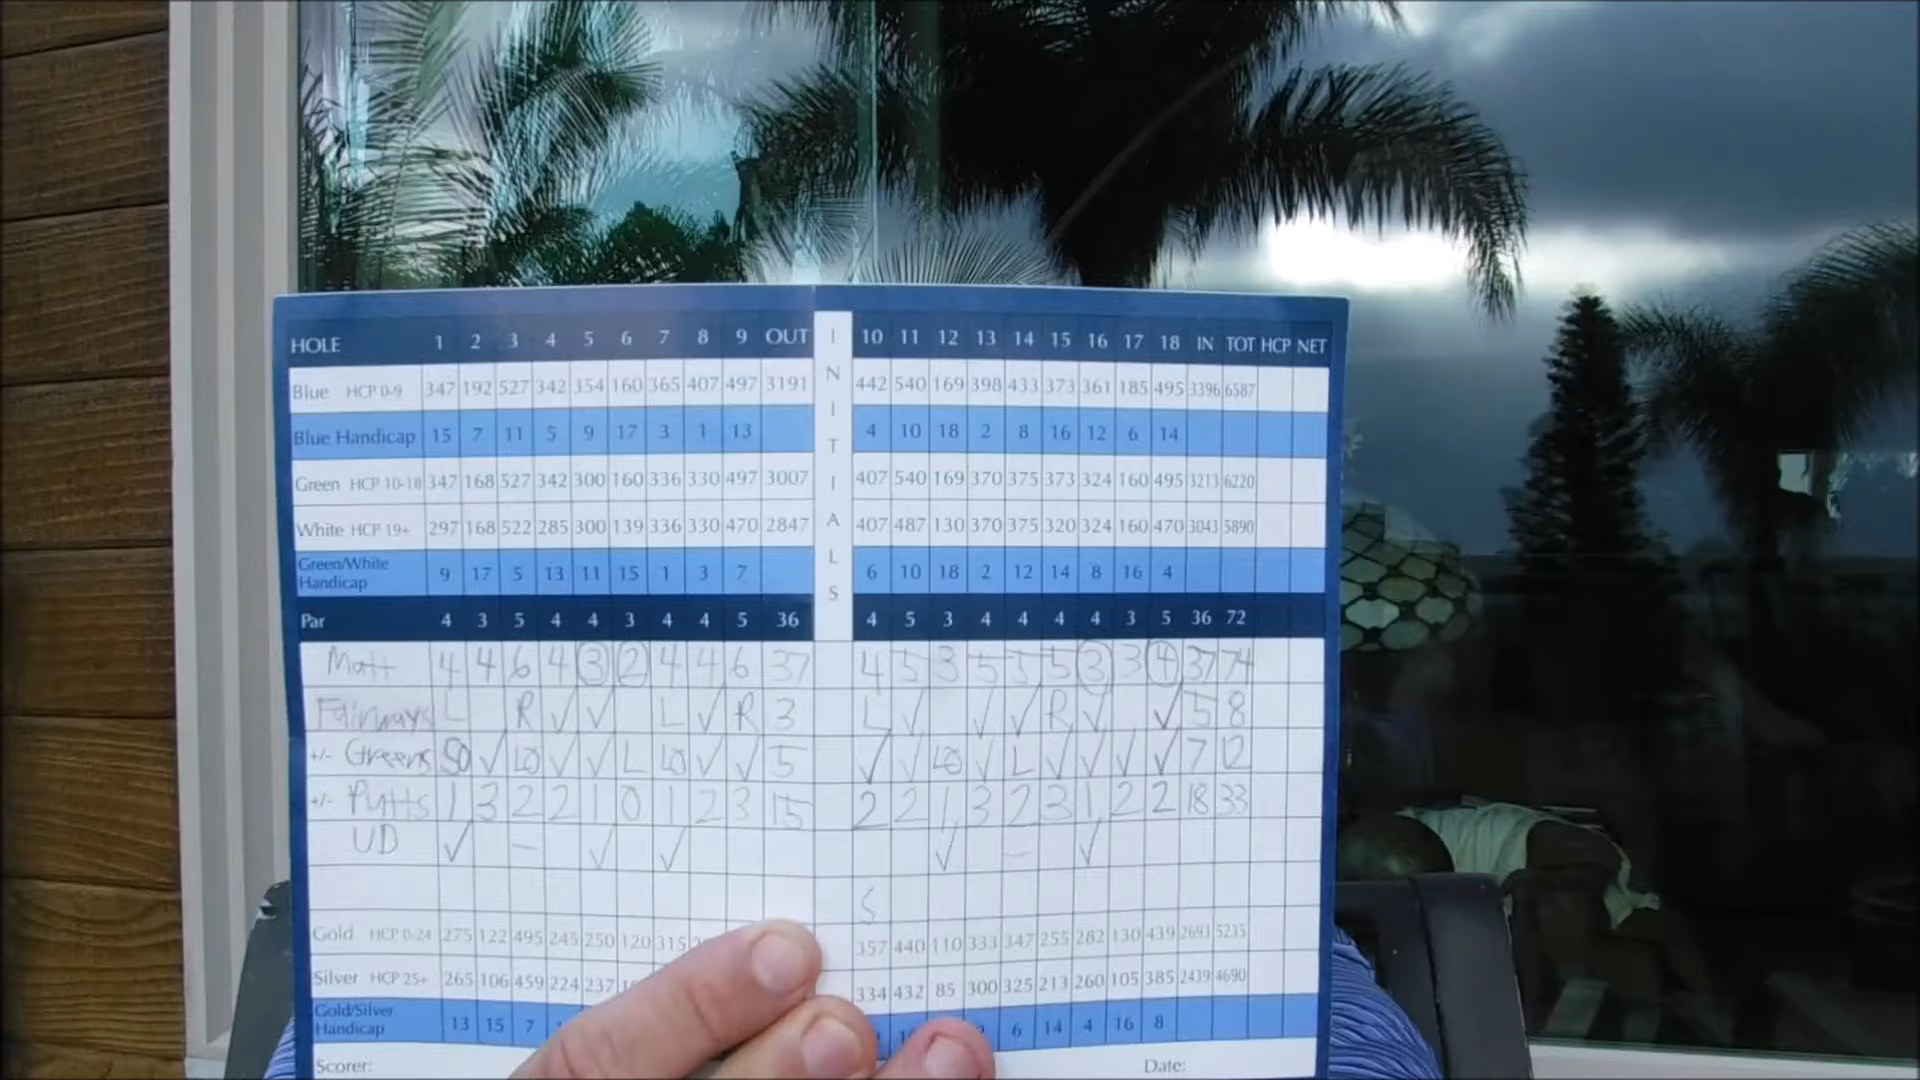 HOLE 1 2 3 4 5 6 7 8 9 OUT INITIALS 10 11 12 13 14 15 16 17 18 IN TOT HCP NET
Blue HCP 0-9 347 192 527 342 354 160 365 407 497 3191 442 540 169 398 433 373 361 185 495 3396 6587
Blue Handicap 15 7 11 5 9 17 3 1 13 4 10 18 2 8 16 12 6 14
Green HCP 10-18 347 168 527 342 300 160 336 330 497 3007 407 540 169 370 375 373 324 160 495 3213 6220
White HCP 19+ 297 168 522 285 300 139 336 330 470 2847 407 487 130 370 375 320 324 160 470 3043 5890
Green/White Handicap 9 17 5 13 11 15 1 3 7 6 10 18 2 12 14 8 16 4
Par 4 3 5 4 4 3 4 4 5 36 4 5 3 4 4 4 4 3 5 36 72
Matt 4 4 6 4 3 2 4 4 6 37 4 5 3 5 5 5 3 3 4 37 74
Fairways L R ✓ ✓ L ✓ R 3 L ✓ ✓ ✓ R ✓ ✓ 5 8
+/- Greens ✓ ✓ ✓ L ✓ ✓ 5 ✓ ✓ ✓ L ✓ ✓ ✓ ✓ 7 12
+/- Putts 1 3 2 2 1 0 1 2 3 15 2 2 1 3 2 3 1 2 2 18 33
UD ✓ – ✓ ✓ ✓ – ✓
Gold HCP 0-24 275 122 495 245 250 120 315 357 440 110 333 347 255 282 130 439 2693 5235
Silver HCP 25+ 265 106 459 224 237 334 432 85 300 325 213 260 105 385 2439 4690
Gold/Silver Handicap 13 15 7 6 14 4 16 8
Scorer: Date: